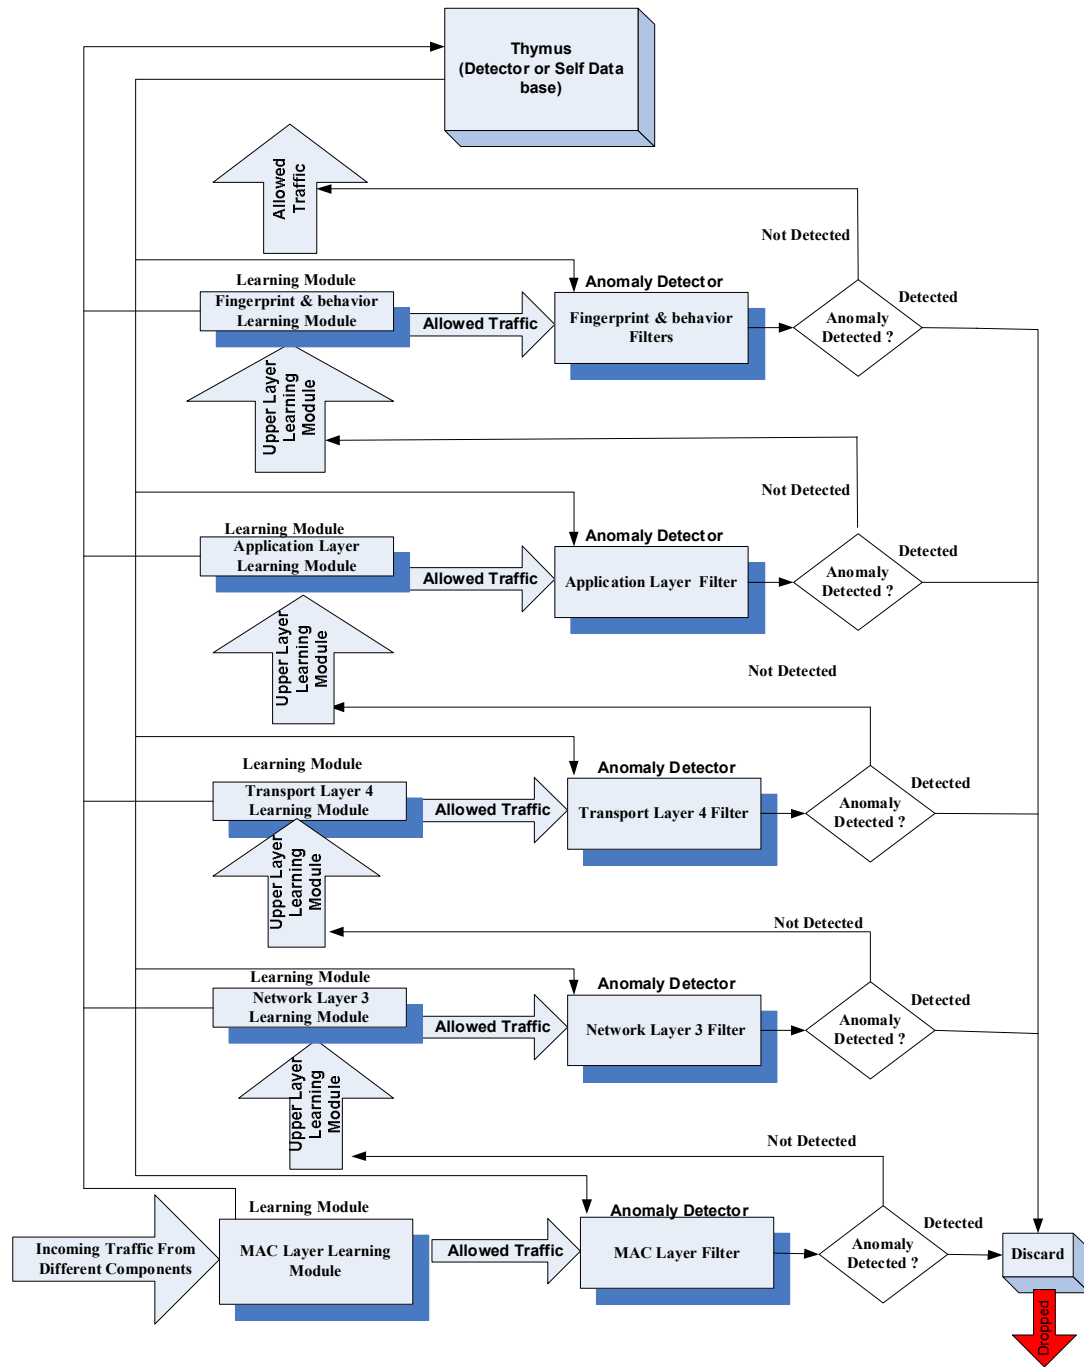 Thymus
(Detector or Self Data
base)
Allowed
Traffic
Not Detected
Learning Module
Fingerprint & behavior
Learning Module
Allowed Traffic
Anomaly Detector
Fingerprint & behavior
Filters
Anomaly
Detected ?
Detected
Upper Layer
Learning
Module
Not Detected
Learning Module
Application Layer
Learning Module
Allowed Traffic
Anomaly Detector
Application Layer Filter
Anomaly
Detected ?
Detected
Upper Layer
Learning
Module
Not Detected
Learning Module
Transport Layer 4
Learning Module
Allowed Traffic
Anomaly Detector
Transport Layer 4 Filter
Anomaly
Detected ?
Detected
Upper Layer
Learning
Module
Not Detected
Learning Module
Network Layer 3
Learning Module
Allowed Traffic
Anomaly Detector
Network Layer 3 Filter
Anomaly
Detected ?
Detected
Upper Layer
Learning
Module
Not Detected
Incoming Traffic From
Different Components
Learning Module
MAC Layer Learning
Module
Allowed Traffic
Anomaly Detector
MAC Layer Filter
Anomaly
Detected ?
Detected
Discard
Dropped